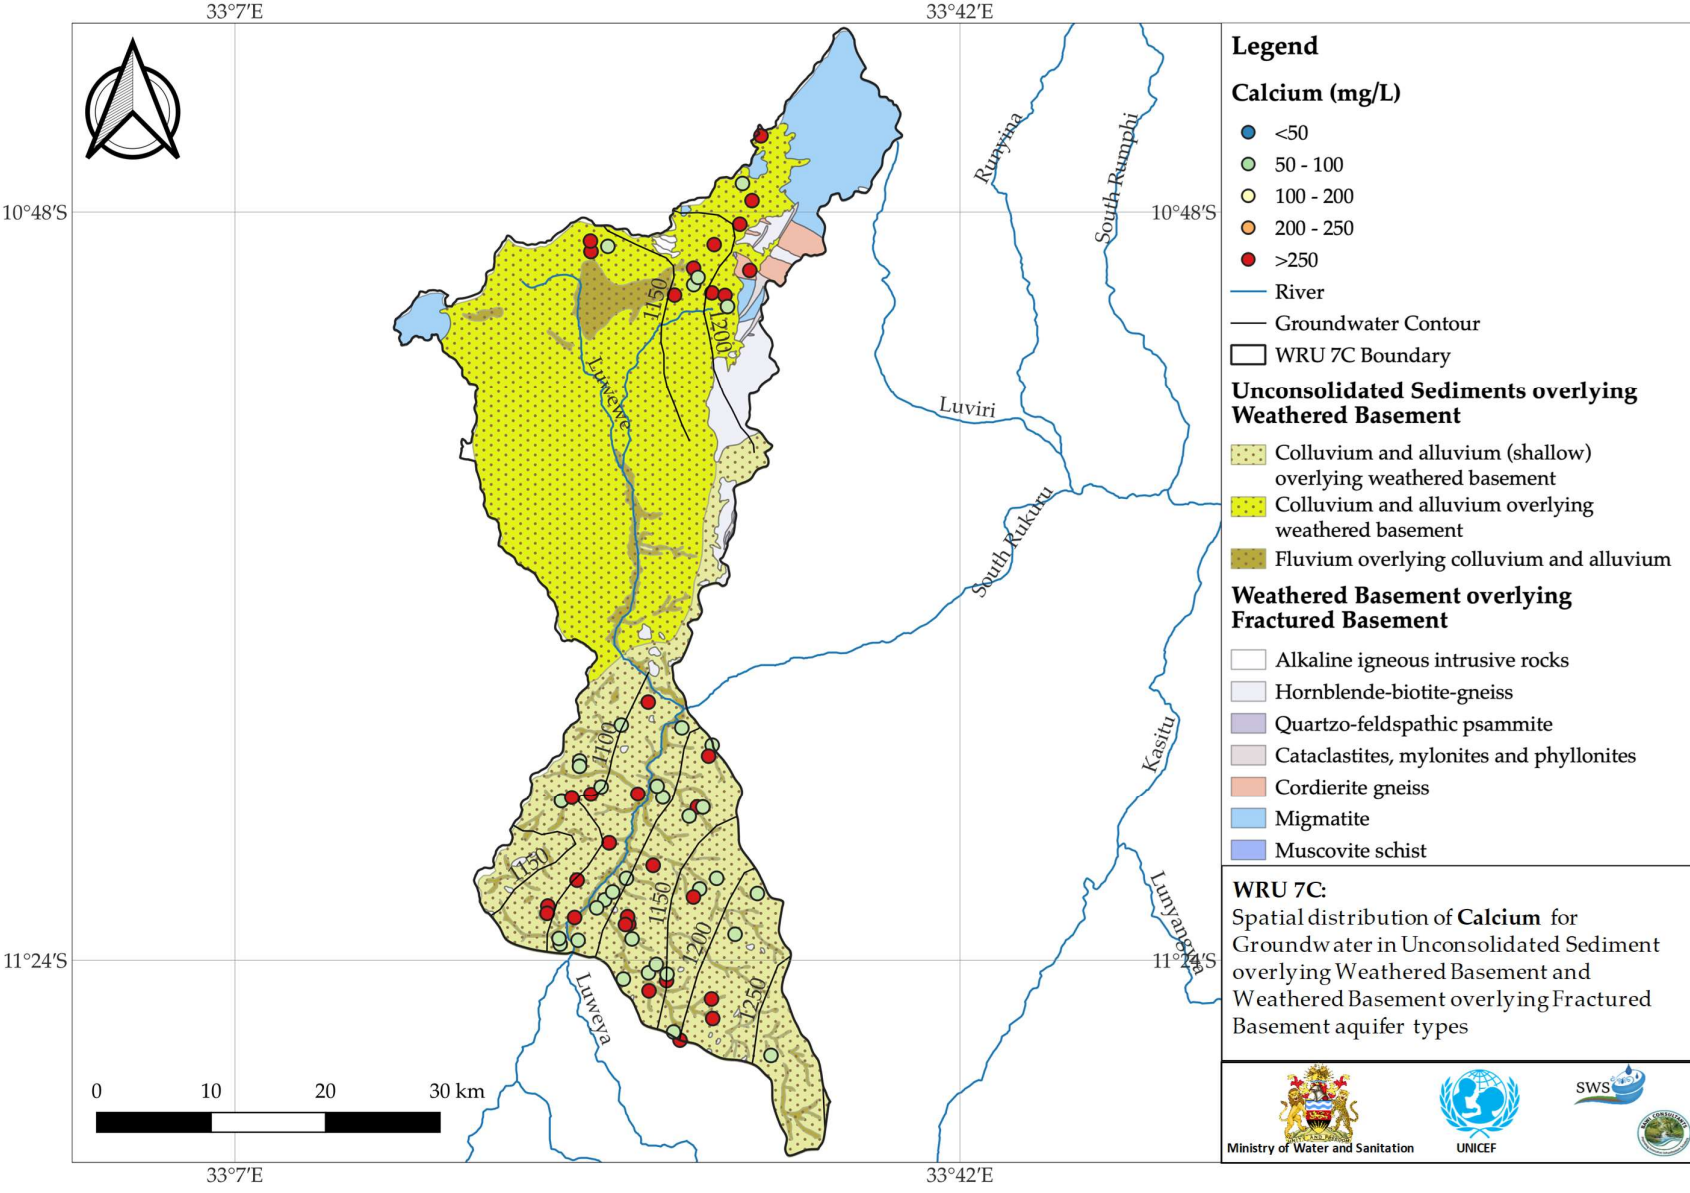 33°7′E
33°42′E
10°48′S
10°48′S
Runyina
South Rumphi
1150
1200
Luwewe
Luviri
South Rukuru
1100
Kasitu
1150
1150
1200
Lunyangwa
11°24′S
11°24′S
1250
Luweya
0 10 20 30 km
33°7′E
33°42′E
Legend
Calcium (mg/L)
<50
50 - 100
100 - 200
200 - 250
>250
River
Groundwater Contour
WRU 7C Boundary
Unconsolidated Sediments overlying
Weathered Basement
Colluvium and alluvium (shallow)
overlying weathered basement
Colluvium and alluvium overlying
weathered basement
Fluvium overlying colluvium and alluvium
Weathered Basement overlying
Fractured Basement
Alkaline igneous intrusive rocks
Hornblende-biotite-gneiss
Quartzo-feldspathic psammite
Cataclastites, mylonites and phyllonites
Cordierite gneiss
Migmatite
Muscovite schist
WRU 7C:
Spatial distribution of Calcium for
Groundwater in Unconsolidated Sediment
overlying Weathered Basement and
Weathered Basement overlying Fractured
Basement aquifer types
Ministry of Water and Sanitation
UNICEF
SWS